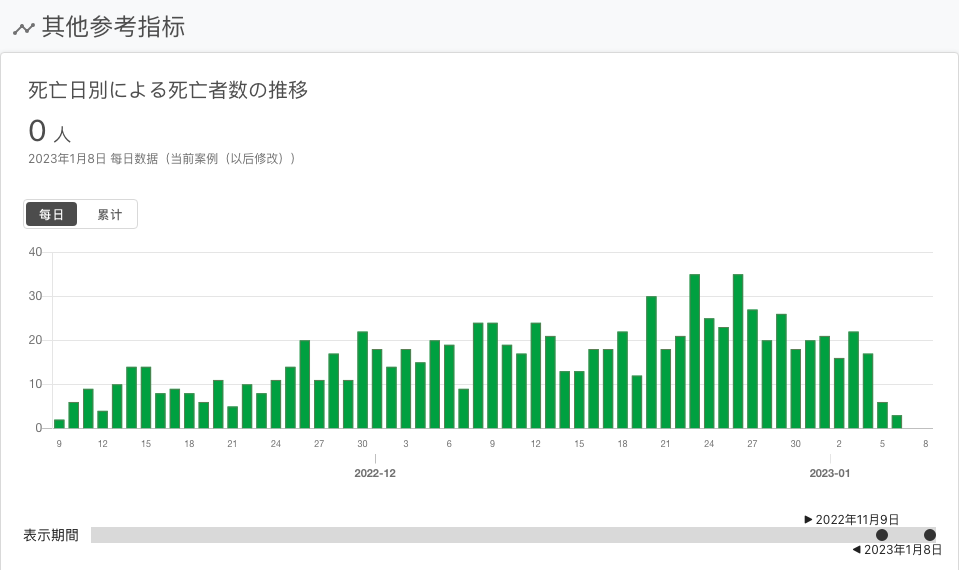 其他参考指标
死亡日別による死亡者数の推移
0 人
2023年1月8日 每日数据（当前案例（以后修改））
每日 累计
40
30
20
10
0
9 12 15 18 21 24 27 30 3 6 9 12 15 18 21 24 27 30 2 5 8
2022-12 2023-01
▶ 2022年11月9日
表示期間
◀ 2023年1月8日